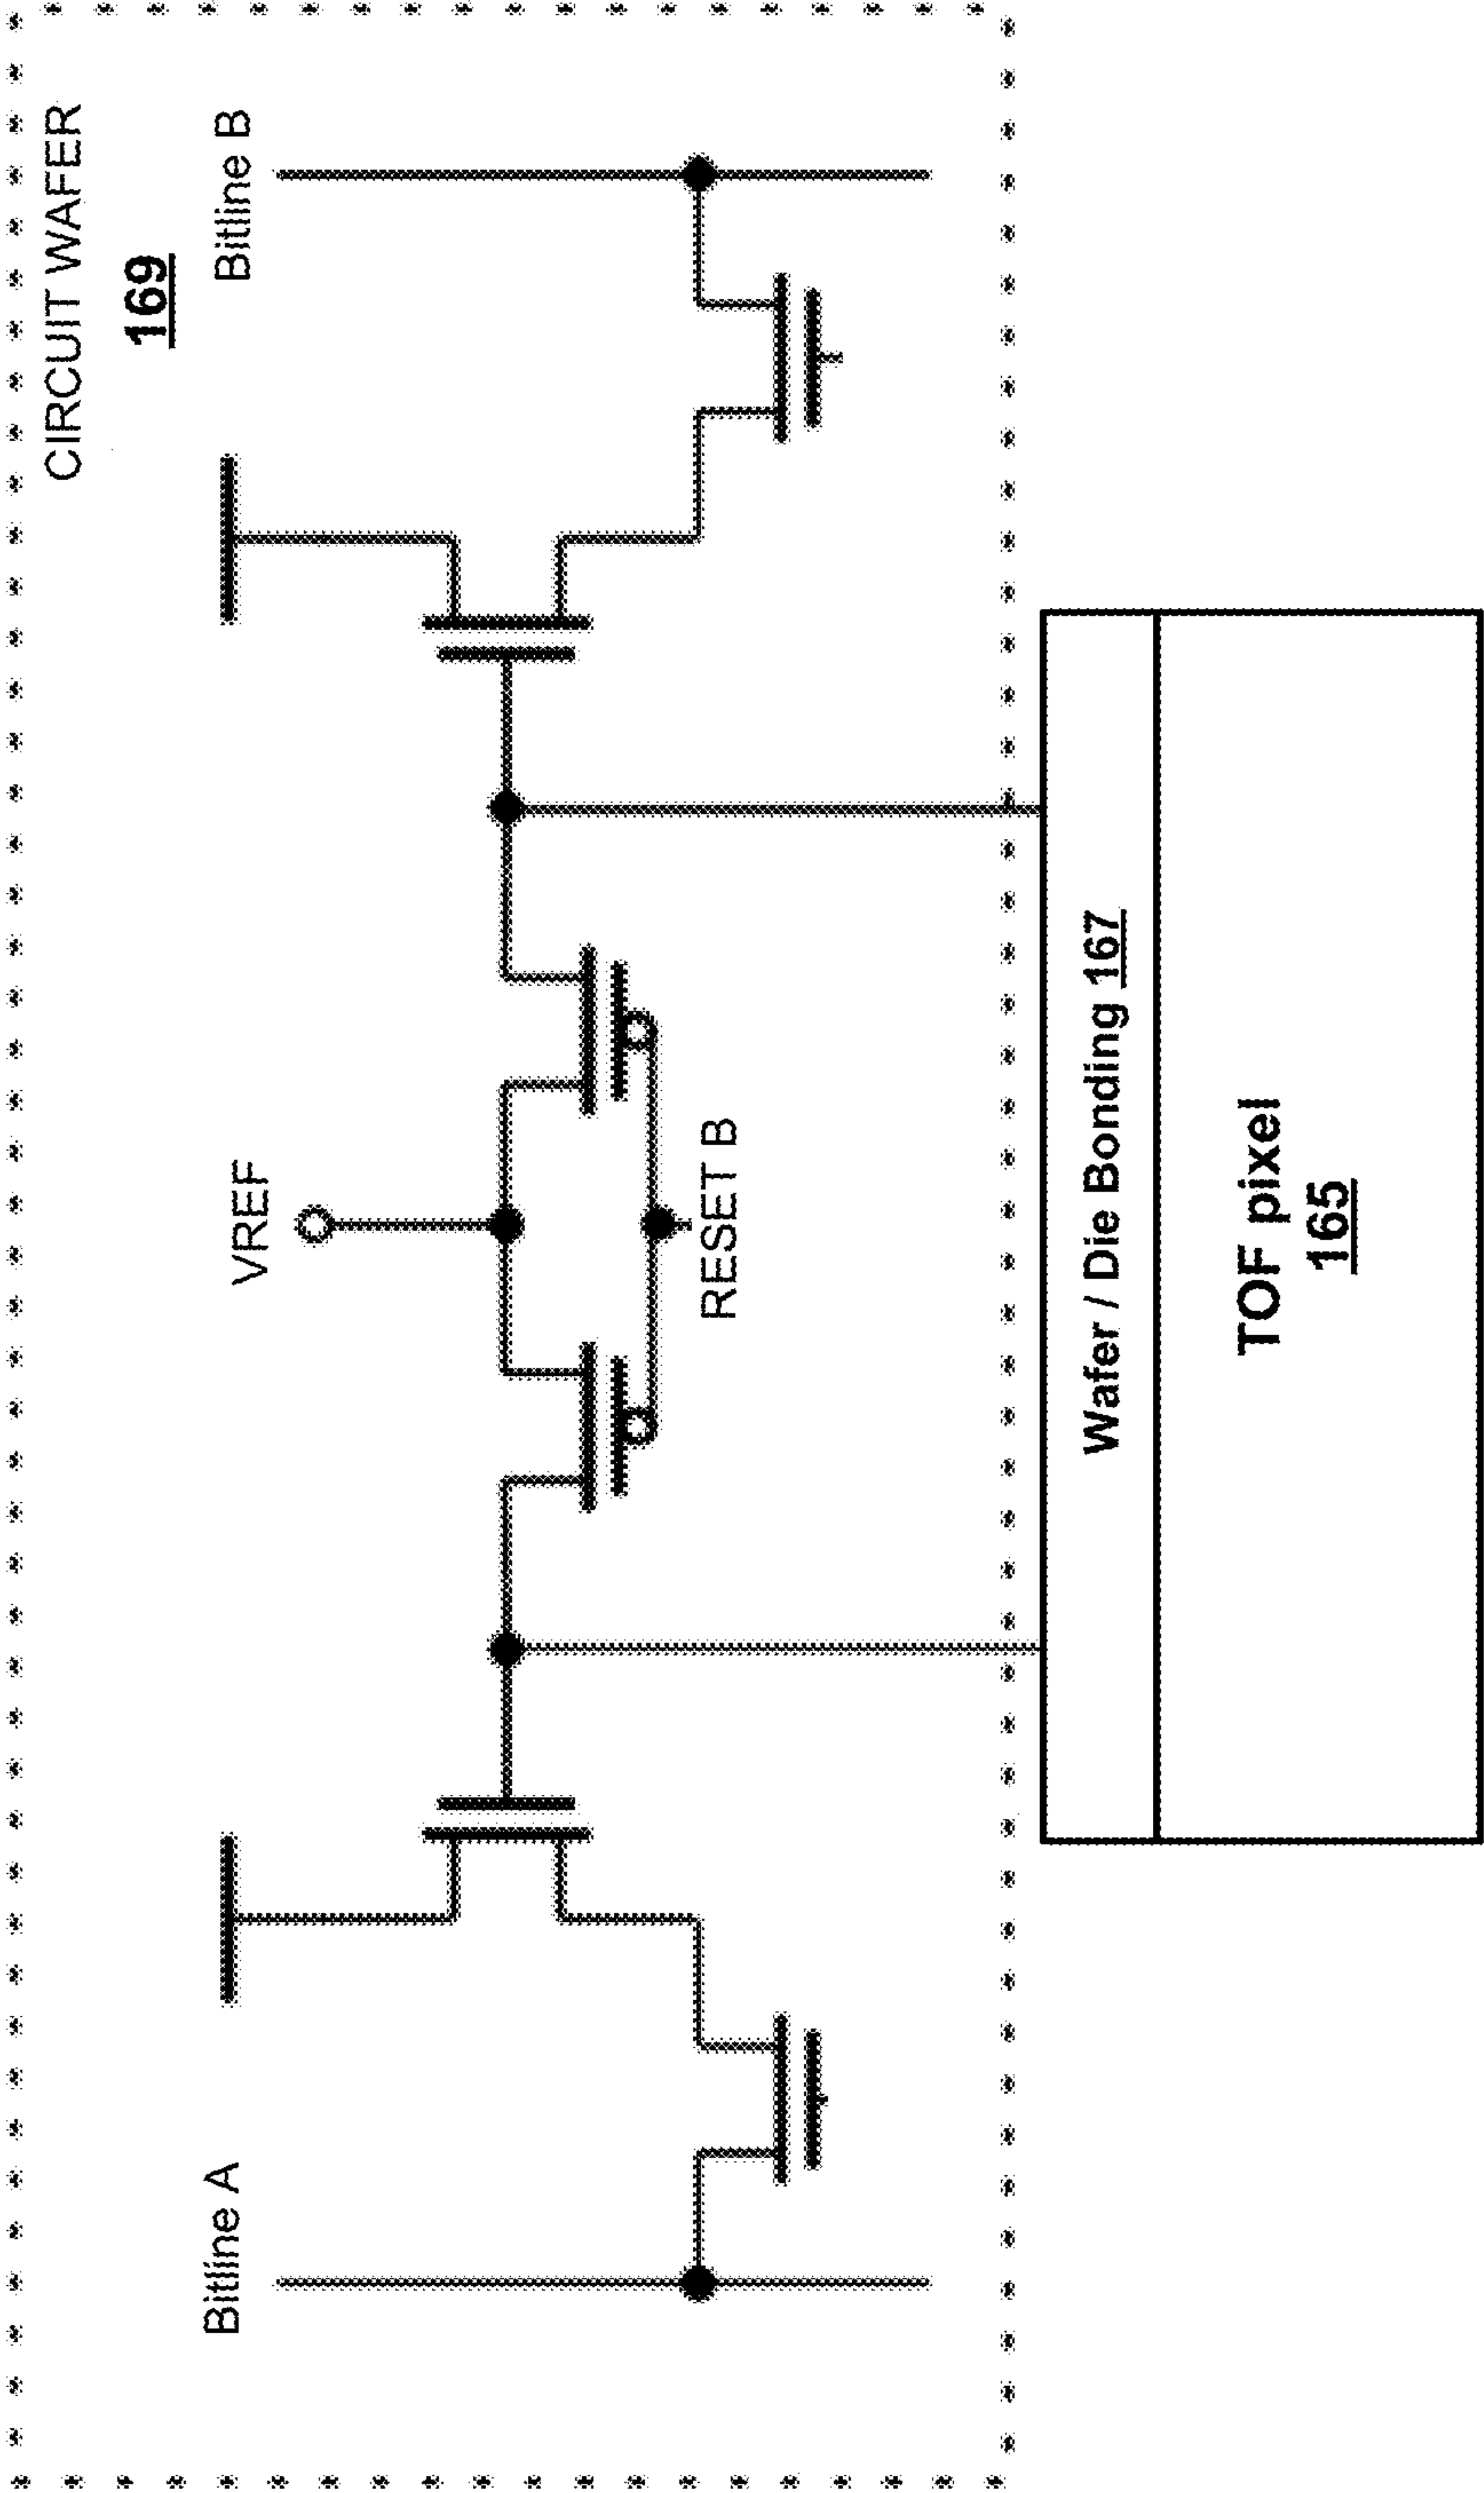 CIRCUIT WAFER
169
Bitline A
VREF
Bitline B
RESET B
Wafer / Die Bonding 167
TOF pixel
165